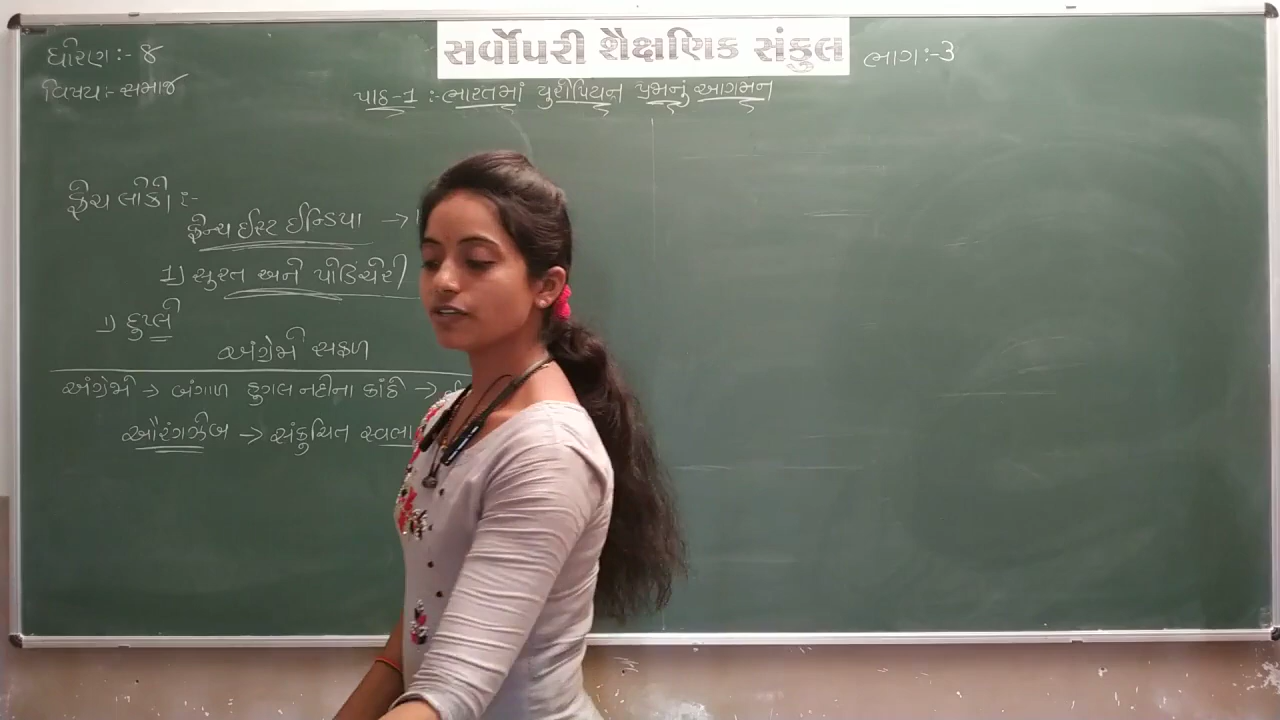 સર્વોપરી શૈક્ષણિક સંકુલ
ધોરણ:- ૪
ભાગ:-3
વિષય:- સમાજ
પાઠ-1 :- ભારતમાં યુરોપિયન પ્રજાનું આગમન
ફ્રેંચ લોકો :-
ફ્રેન્ચ ઈસ્ટ ઈન્ડિયા →
1) સુરત અને પોંડિચેરી
1) ડુપ્લે
અંગ્રેજો સફળ
અંગ્રેજો → બંગાળ હુગલી નદીના કાંઠે →
ઔરંગઝેબ → સંકુચિત સ્વભા